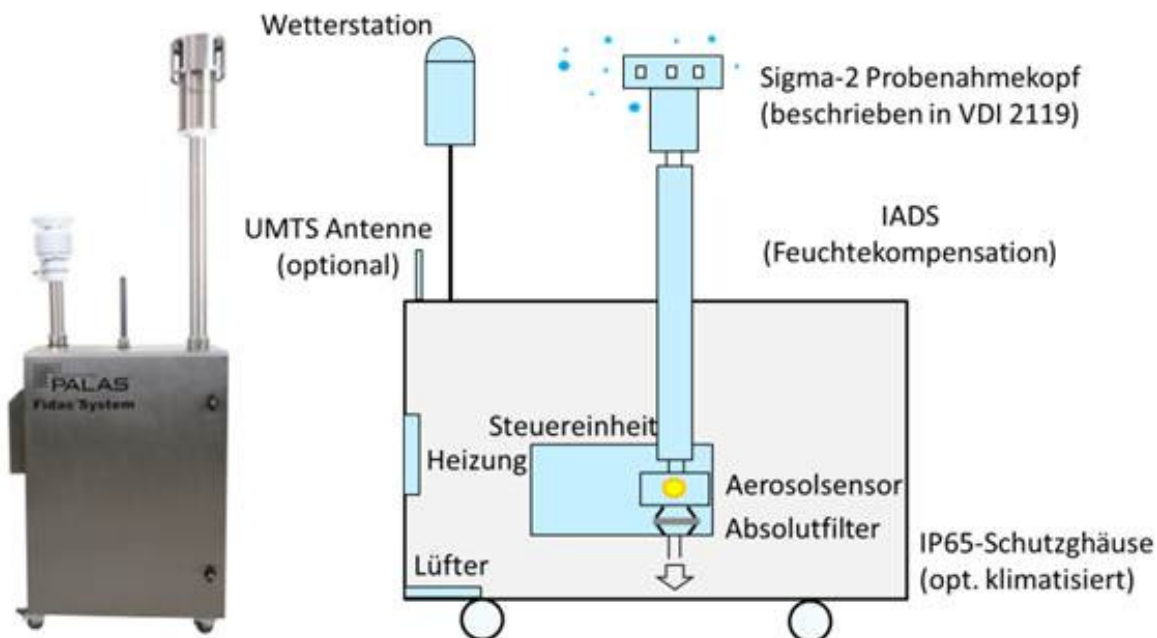 Wetterstation
Sigma-2 Probenahmekopf
(beschrieben in VDI 2119)
UMTS Antenne
(optional)
IADS
(Feuchtekompensation)
PALAS
Fidas System
Steuereinheit
Heizung
Aerosolsensor
Absolutfilter
Lüfter
IP65-Schutzghäuse
(opt. klimatisiert)